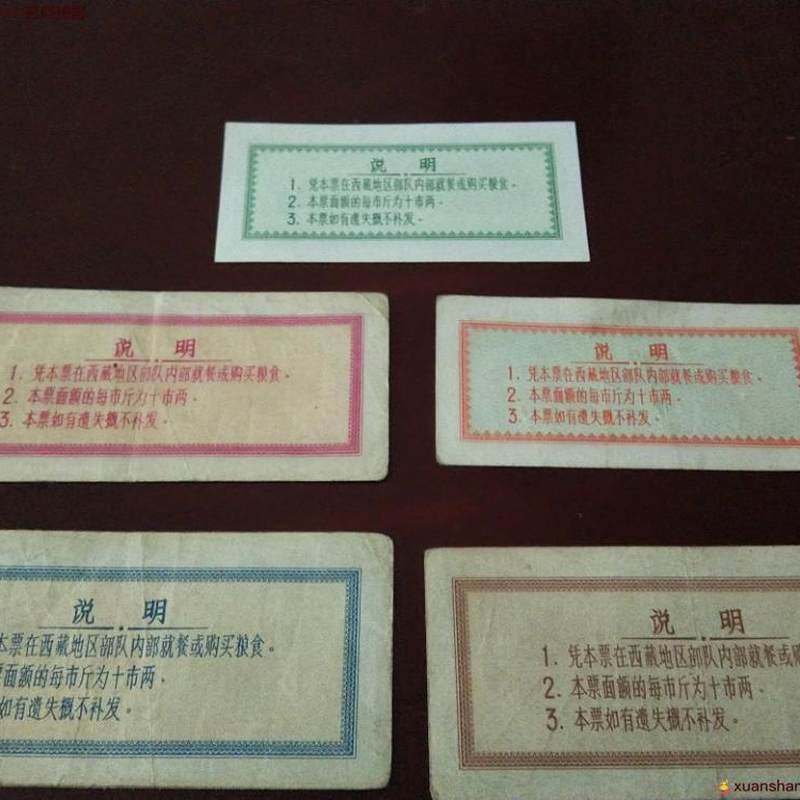 说 明
1. 凭本票在西藏地区部队内部就餐或购买粮食。
2. 本票面额的每市斤为十市两。
3. 本票如有遗失概不补发。
说 明
1. 凭本票在西藏地区部队内部就餐或购买粮食。
2. 本票面额的每市斤为十市两。
3. 本票如有遗失概不补发。
说 明
1. 凭本票在西藏地区部队内部就餐或购买粮食。
2. 本票面额的每市斤为十市两。
3. 本票如有遗失概不补发。
说 明
本票在西藏地区部队内部就餐或购买粮食。
票面额的每市斤为十市两。
如有遗失概不补发。
说 明
1. 凭本票在西藏地区部队内部就餐或购
2. 本票面额的每市斤为十市两。
3. 本票如有遗失概不补发。
xuanshan